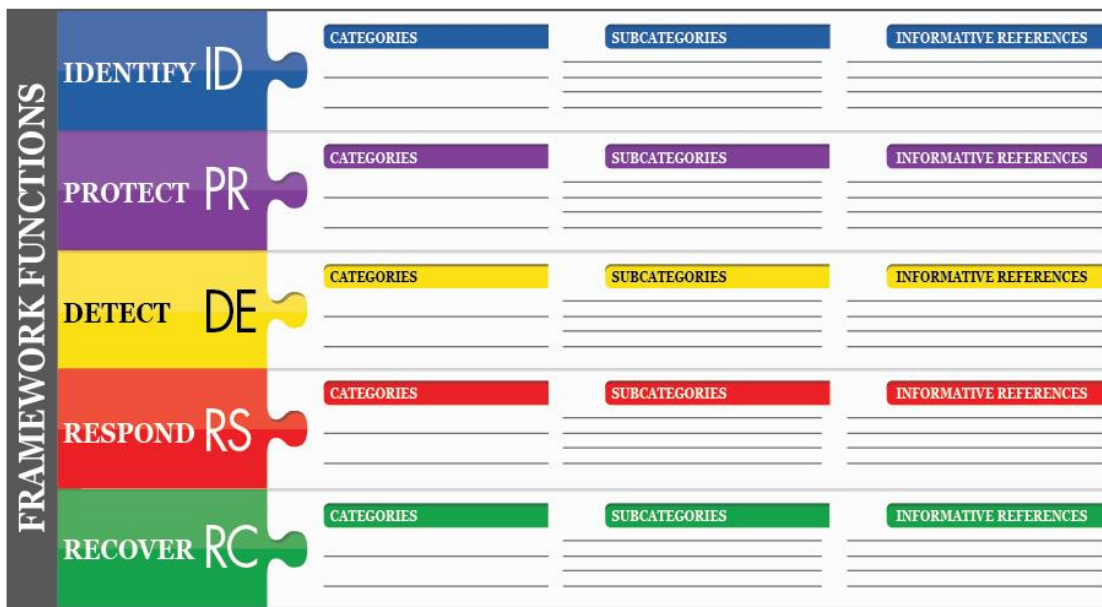 FRAMEWORK FUNCTIONS
IDENTIFY ID
CATEGORIES
SUBCATEGORIES
INFORMATIVE REFERENCES
PROTECT PR
CATEGORIES
SUBCATEGORIES
INFORMATIVE REFERENCES
DETECT DE
CATEGORIES
SUBCATEGORIES
INFORMATIVE REFERENCES
RESPOND RS
CATEGORIES
SUBCATEGORIES
INFORMATIVE REFERENCES
RECOVER RC
CATEGORIES
SUBCATEGORIES
INFORMATIVE REFERENCES